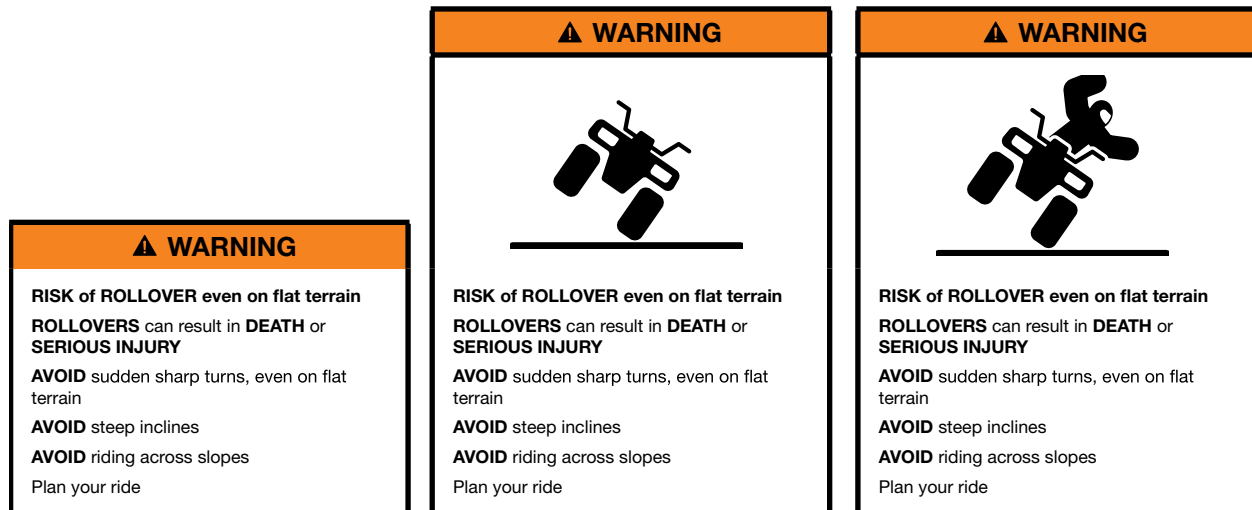 WARNING
RISK of ROLLOVER even on flat terrain
ROLLOVERS can result in DEATH or
SERIOUS INJURY
AVOID sudden sharp turns, even on flat
terrain
AVOID steep inclines
AVOID riding across slopes
Plan your ride
WARNING
RISK of ROLLOVER even on flat terrain
ROLLOVERS can result in DEATH or
SERIOUS INJURY
AVOID sudden sharp turns, even on flat
terrain
AVOID steep inclines
AVOID riding across slopes
Plan your ride
WARNING
RISK of ROLLOVER even on flat terrain
ROLLOVERS can result in DEATH or
SERIOUS INJURY
AVOID sudden sharp turns, even on flat
terrain
AVOID steep inclines
AVOID riding across slopes
Plan your ride